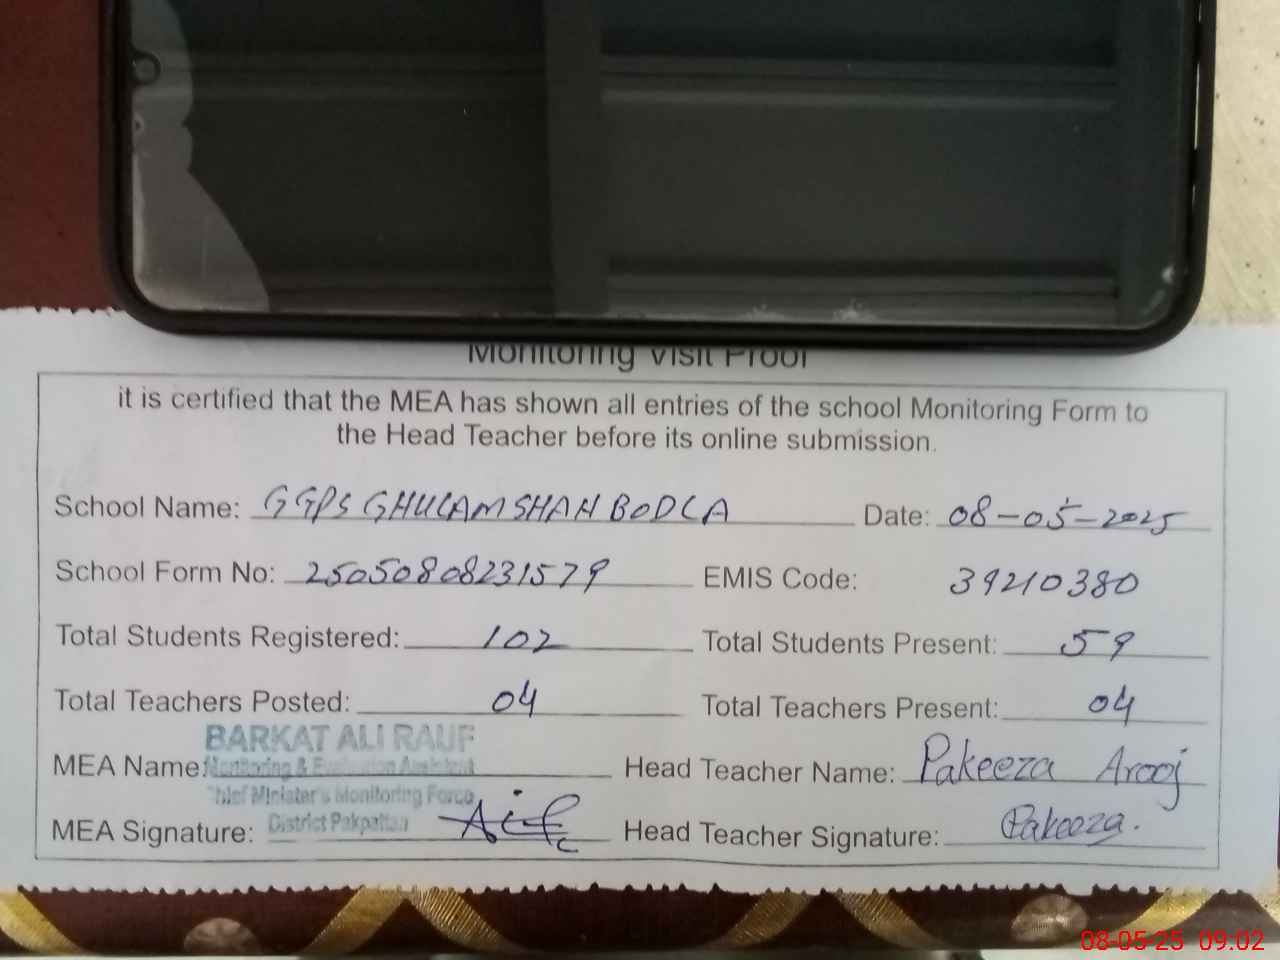 Monitoring Visit Proof
it is certified that the MEA has shown all entries of the school Monitoring Form to
the Head Teacher before its online submission.
School Name: GGPS GHULAM SHAH BODLA Date: 08-05-2025
School Form No: 25050808231579 EMIS Code: 39210380
Total Students Registered: 102 Total Students Present: 59
Total Teachers Posted: 04 Total Teachers Present: 04
BARKAT ALI RAUF
MEA Name: Monitoring & Evaluation Assistant Head Teacher Name: Pakeeza Arooj
Chief Minister's Monitoring Force
MEA Signature: District Pakpattan Head Teacher Signature: Pakeeza.
08-05-25 09:02